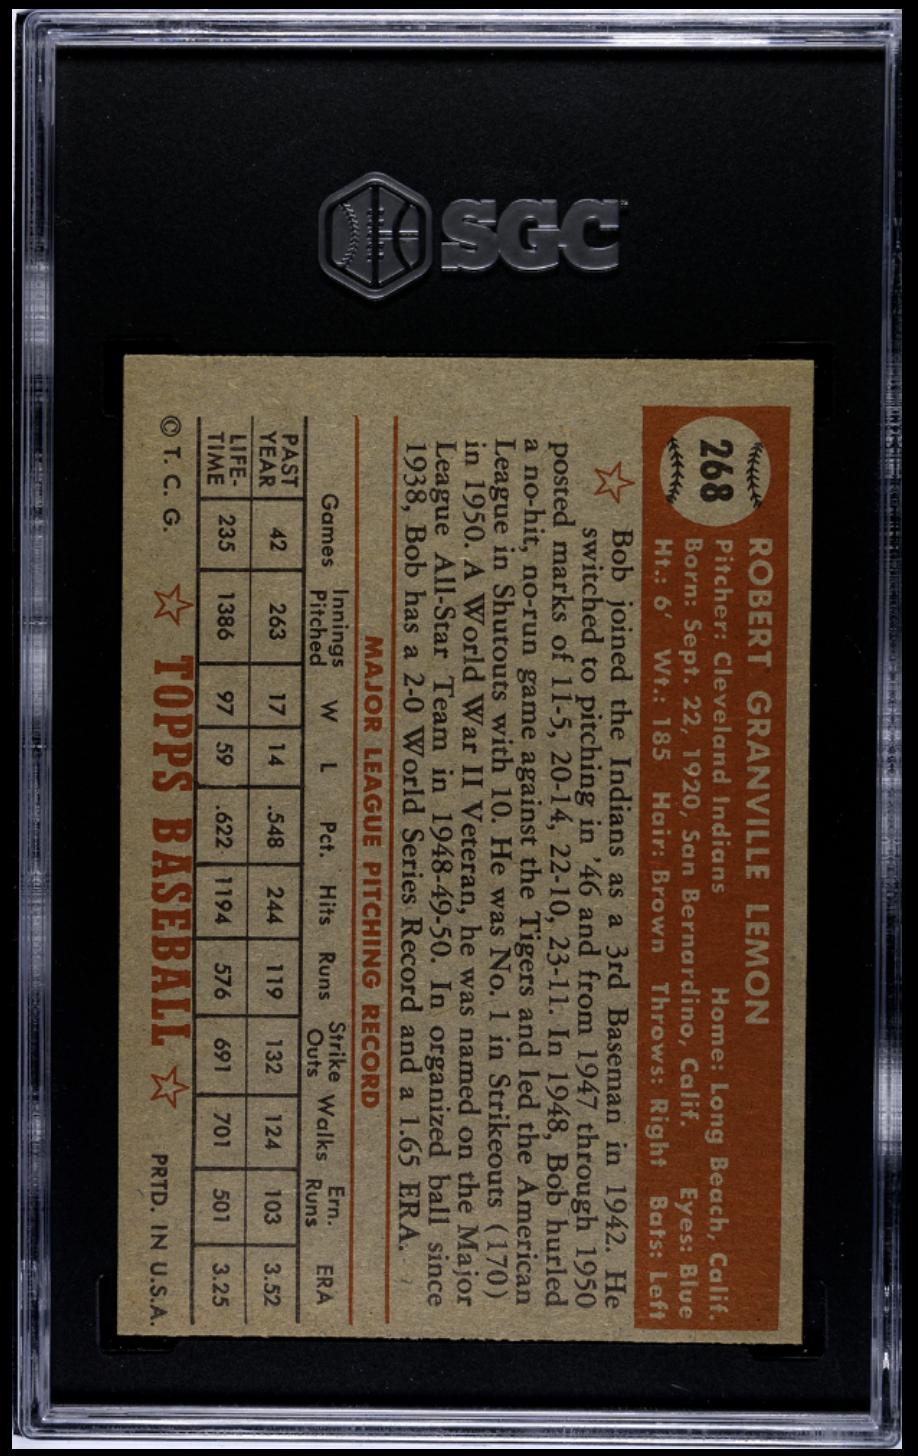 SGC
268
ROBERT GRANVILLE LEMON
Pitcher: Cleveland Indians Home: Long Beach, Calif.
Born: Sept. 22, 1920, San Bernardino, Calif. Eyes: Blue
Ht.: 6′ Wt.: 185 Hair: Brown Throws: Right Bats: Left
Bob joined the Indians as a 3rd Baseman in 1942. He
switched to pitching in '46 and from 1947 through 1950
posted marks of 11-5, 20-14, 22-10, 23-11. In 1948, Bob hurled
a no-hit, no-run game against the Tigers and led the American
League in Shutouts with 10. He was No. 1 in Strikeouts (170)
in 1950. A World War II Veteran, he was named on the Major
League All-Star Team in 1948-49-50. In organized ball since
1938, Bob has a 2-0 World Series Record and a 1.65 ERA.
MAJOR LEAGUE PITCHING RECORD
Games Innings Pitched W L Pct. Hits Runs Strike Outs Walks Ern. Runs ERA
PAST YEAR 42 263 17 14 .548 244 119 132 124 103 3.52
LIFE-TIME 235 1386 97 59 .622 1194 576 691 701 501 3.25
© T. C. G. TOPPS BASEBALL PRTD. IN U.S.A.